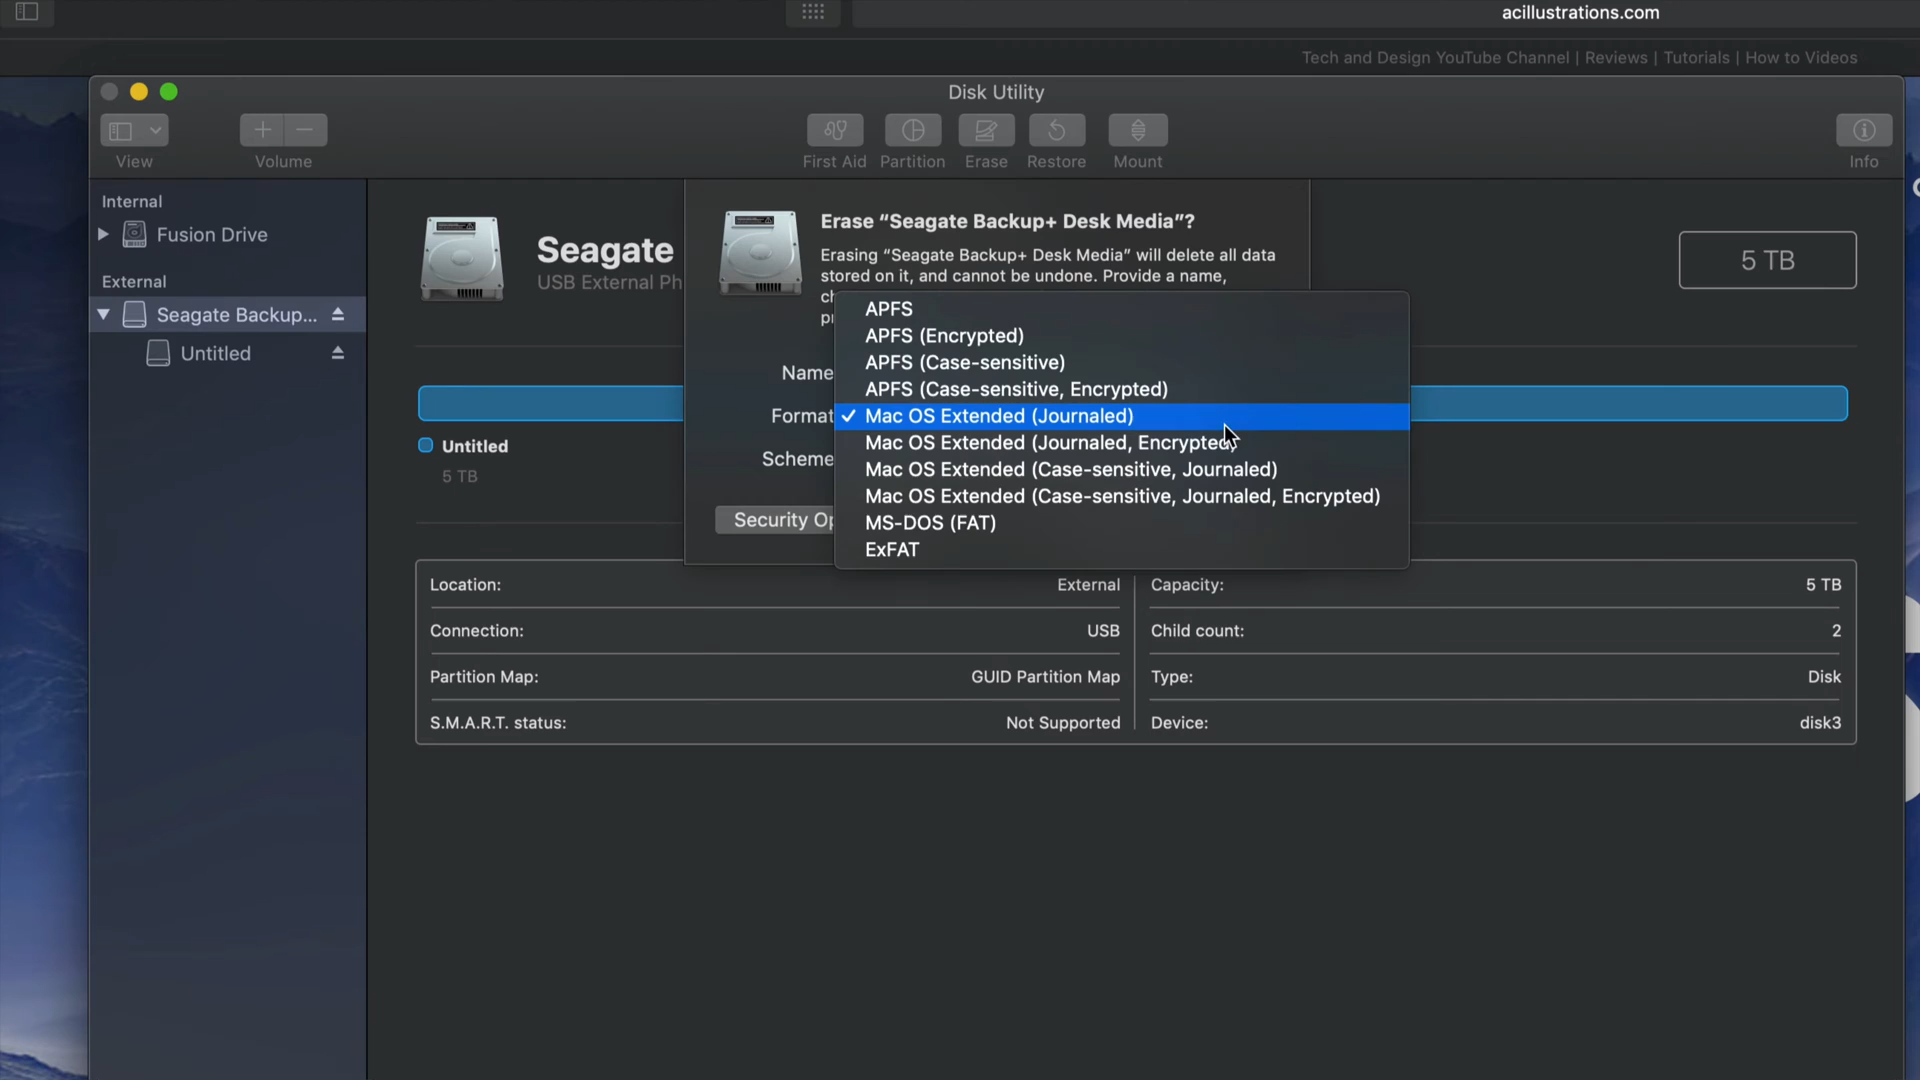 acillustrations.com
Tech and Design YouTube Channel | Reviews | Tutorials | How to Videos
Disk Utility
View
Volume
First Aid
Partition
Erase
Restore
Mount
Info
Internal
Fusion Drive
External
Seagate Backup...
Untitled
Seagate
USB External Ph
5 TB
Erase “Seagate Backup+ Desk Media”?
Erasing “Seagate Backup+ Desk Media” will delete all data
stored on it, and cannot be undone. Provide a name,
Name
Format
Scheme
Security Op
APFS
APFS (Encrypted)
APFS (Case-sensitive)
APFS (Case-sensitive, Encrypted)
✓ Mac OS Extended (Journaled)
Mac OS Extended (Journaled, Encrypted)
Mac OS Extended (Case-sensitive, Journaled)
Mac OS Extended (Case-sensitive, Journaled, Encrypted)
MS-DOS (FAT)
ExFAT
Untitled
5 TB
Location: External
Capacity: 5 TB
Connection: USB
Child count: 2
Partition Map: GUID Partition Map
Type: Disk
S.M.A.R.T. status: Not Supported
Device: disk3